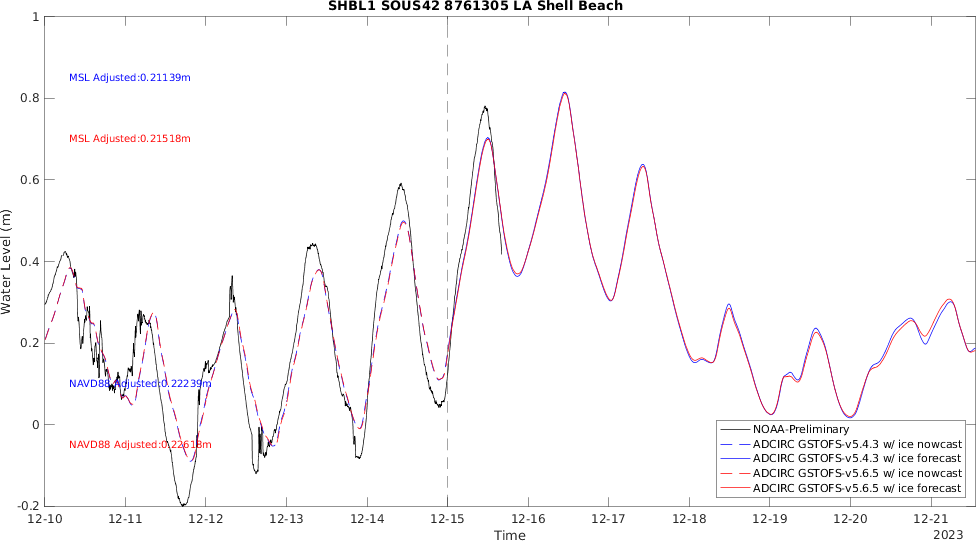 SHBL1 SOUS42 8761305 LA Shell Beach
1
0.8
0.6
0.4
0.2
0
-0.2
Water Level (m)
MSL Adjusted:0.21139m
MSL Adjusted:0.21518m
NAVD88 Adjusted:0.22239m
NAVD88 Adjusted:0.22618m
NOAA-Preliminary
ADCIRC GSTOFS-v5.4.3 w/ ice nowcast
ADCIRC GSTOFS-v5.4.3 w/ ice forecast
ADCIRC GSTOFS-v5.6.5 w/ ice nowcast
ADCIRC GSTOFS-v5.6.5 w/ ice forecast
12-10 12-11 12-12 12-13 12-14 12-15 12-16 12-17 12-18 12-19 12-20 12-21
Time
2023